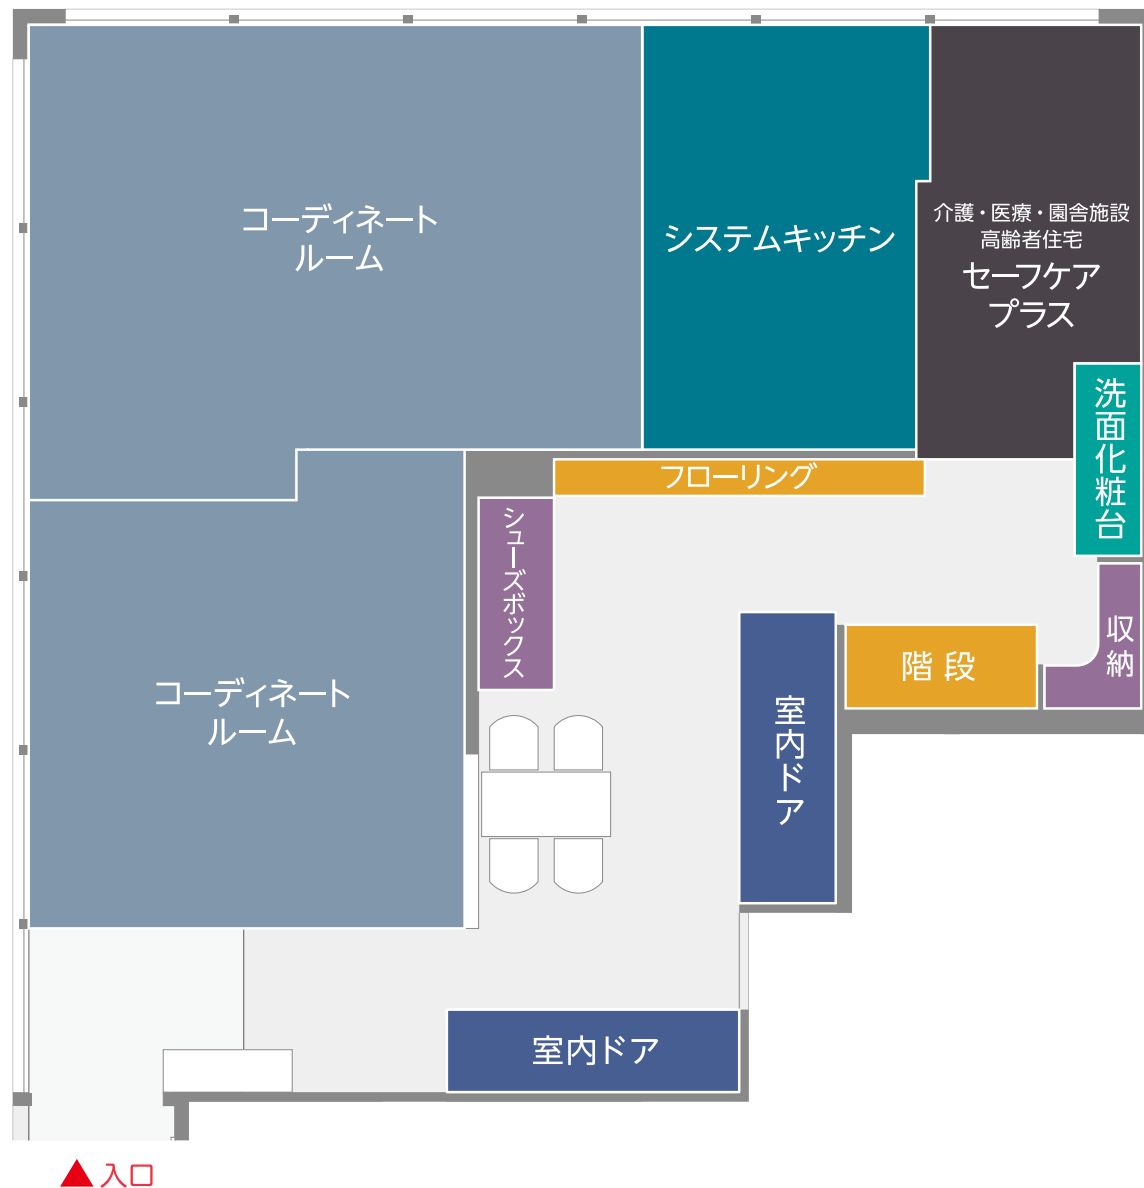 コーディネート
ルーム
システムキッチン
介護・医療・園舎施設
高齢者住宅
セーフケア
プラス
洗面化粧台
フローリング
シューズボックス
収納
階段
室内ドア
コーディネート
ルーム
室内ドア
▲入口